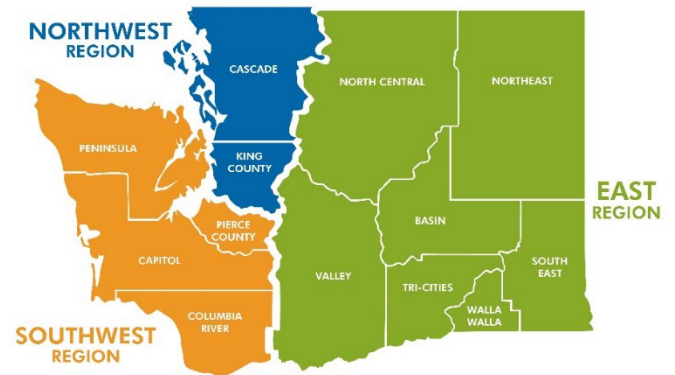 NORTHWEST
REGION
CASCADE
NORTH CENTRAL
NORTHEAST
PENINSULA
KING
COUNTY
EAST
REGION
PIERCE
COUNTY
BASIN
CAPITOL
VALLEY
SOUTH
EAST
TRI-CITIES
COLUMBIA
RIVER
WALLA
WALLA
SOUTHWEST
REGION